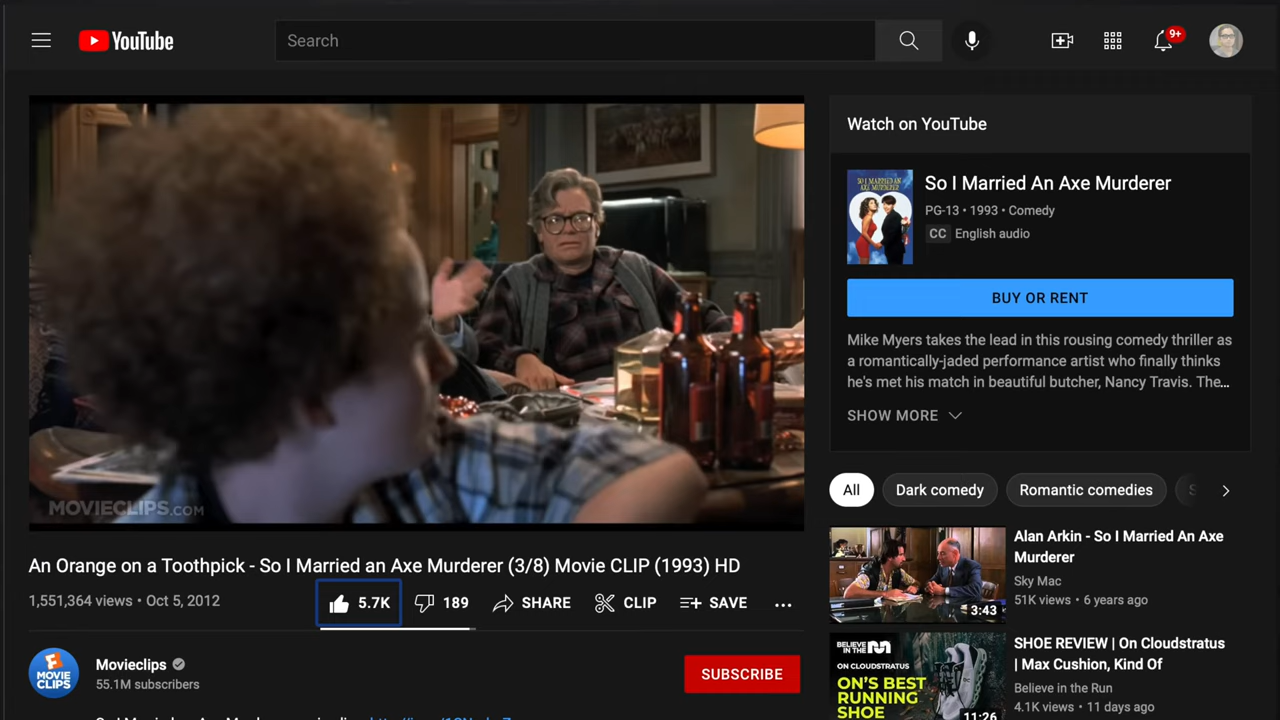 YouTube
Search
9+
MOVIECLIPS.COM
An Orange on a Toothpick - So I Married an Axe Murderer (3/8) Movie CLIP (1993) HD
1,551,364 views • Oct 5, 2012
5.7K
189
SHARE
CLIP
SAVE
MOVIE
CLIPS
Movieclips
55.1M subscribers
SUBSCRIBE
Watch on YouTube
SO I MARRIED AN
AXE MURDERER
So I Married An Axe Murderer
PG-13 • 1993 • Comedy
CC English audio
BUY OR RENT
Mike Myers takes the lead in this rousing comedy thriller as
a romantically-jaded performance artist who finally thinks
he's met his match in beautiful butcher, Nancy Travis. The...
SHOW MORE
All
Dark comedy
Romantic comedies
3:43
Alan Arkin - So I Married An Axe
Murderer
Sky Mac
51K views • 6 years ago
BELIEVE
IN THE
ON CLOUDSTRATUS
ON'S BEST
RUNNING
SHOE
11:26
SHOE REVIEW | On Cloudstratus
| Max Cushion, Kind Of
Believe in the Run
4.1K views • 11 days ago